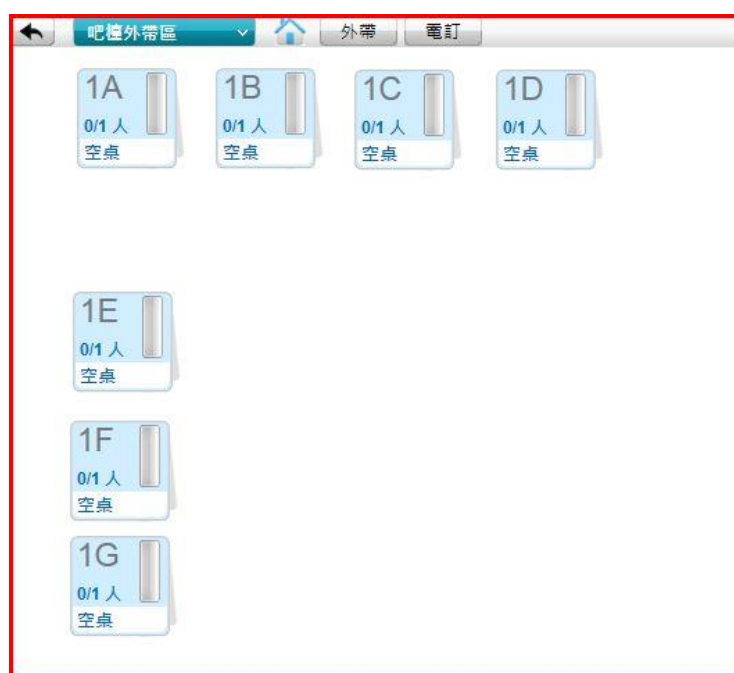 吧檯外帶區 外帶 電訂
1A 1B 1C 1D
0/1 人 0/1 人 0/1 人 0/1 人
空桌 空桌 空桌 空桌
1E
0/1 人
空桌
1F
0/1 人
空桌
1G
0/1 人
空桌